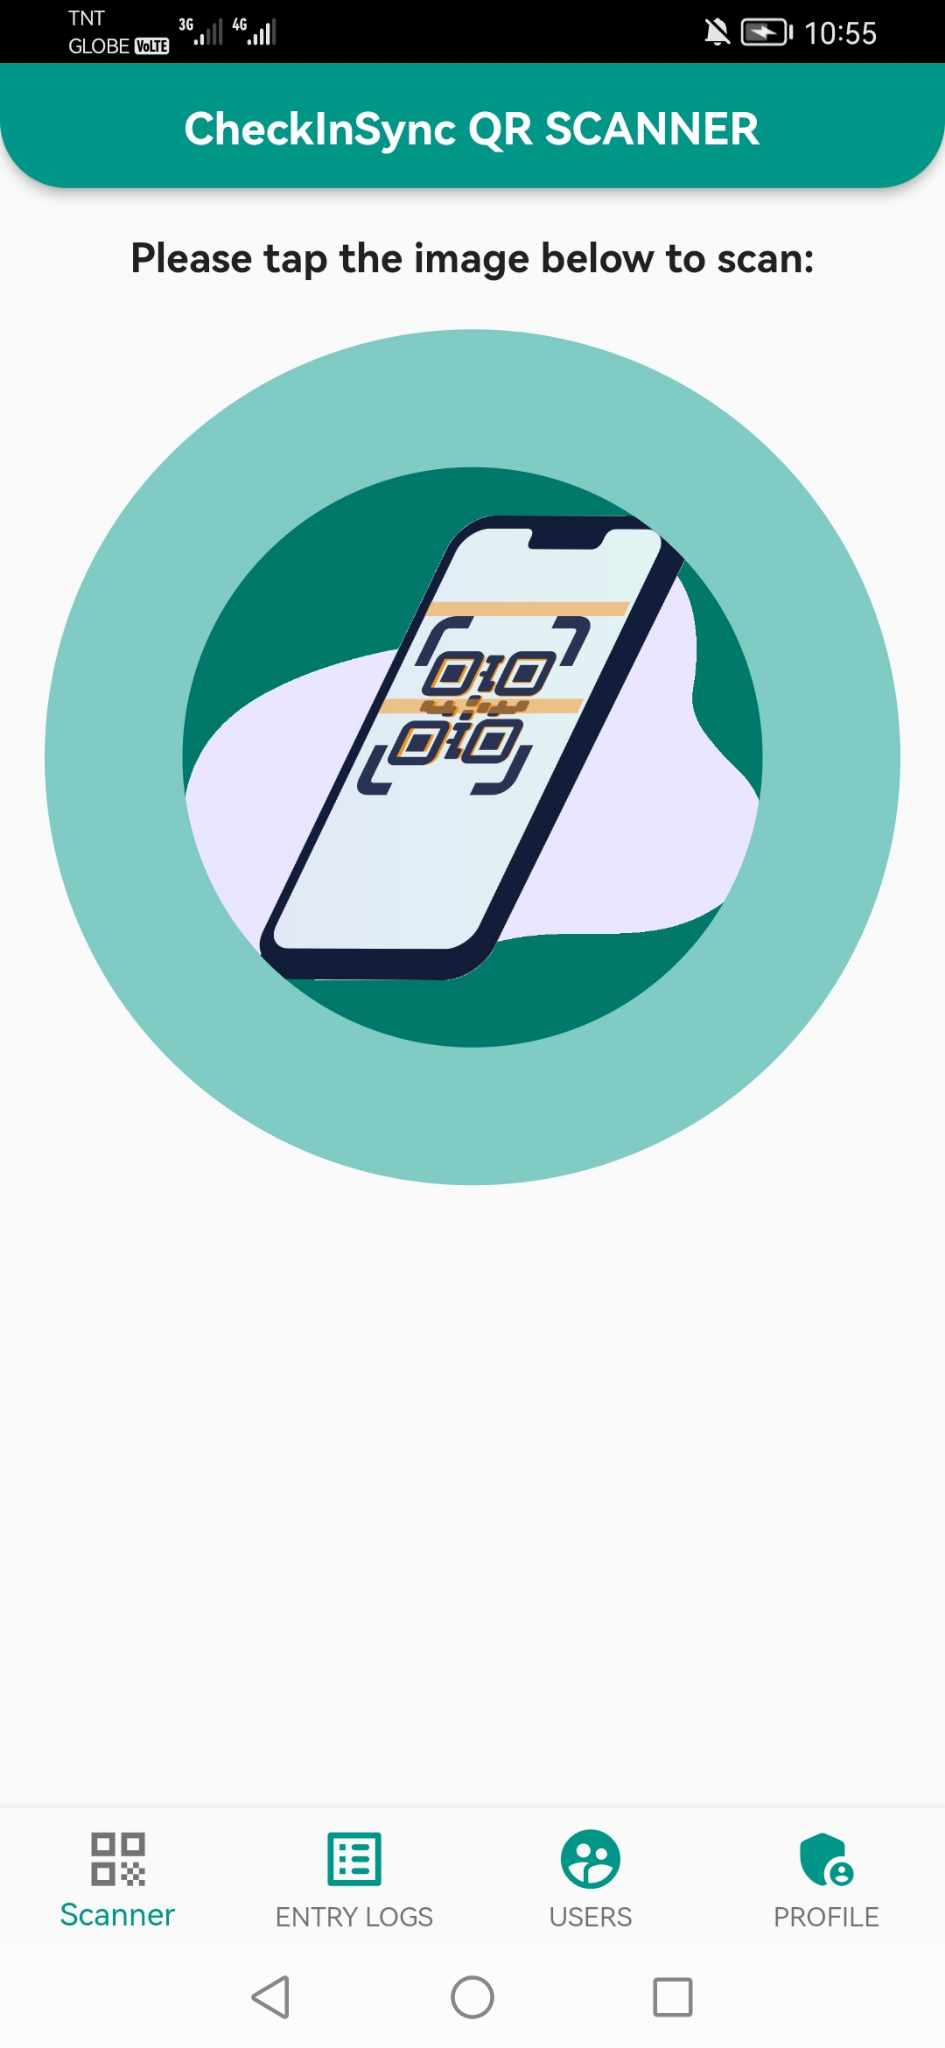 TNT
GLOBE VoLTE
3G 4G
10:55
CheckInSync QR SCANNER
Please tap the image below to scan:
Scanner
ENTRY LOGS
USERS
PROFILE